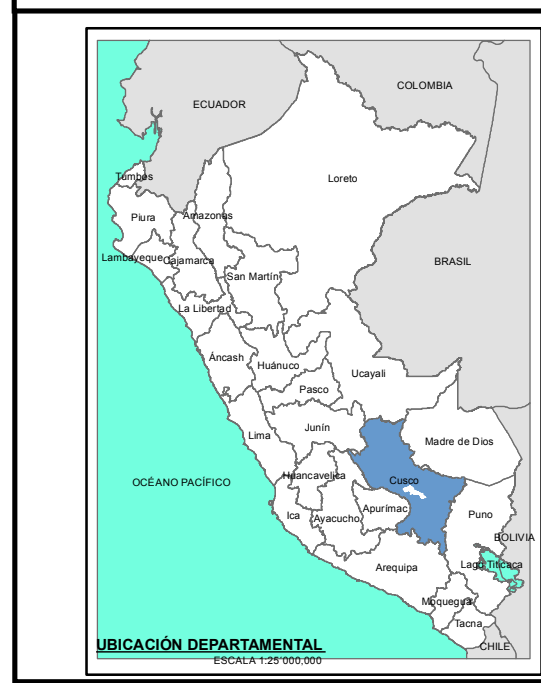 COLOMBIA
ECUADOR
Tumbes
Loreto
Piura
Amazonas
Lambayeque
Cajamarca
BRASIL
San Martín
La Libertad
Áncash
Huánuco
Ucayali
Pasco
Junín
Lima
Madre de Dios
Huancavelica
Cusco
OCÉANO PACÍFICO
Ica
Ayacucho
Apurímac
Puno
BOLIVIA
Arequipa
Lago Titicaca
Moquegua
Tacna
UBICACIÓN DEPARTAMENTAL
CHILE
ESCALA 1:25'000,000